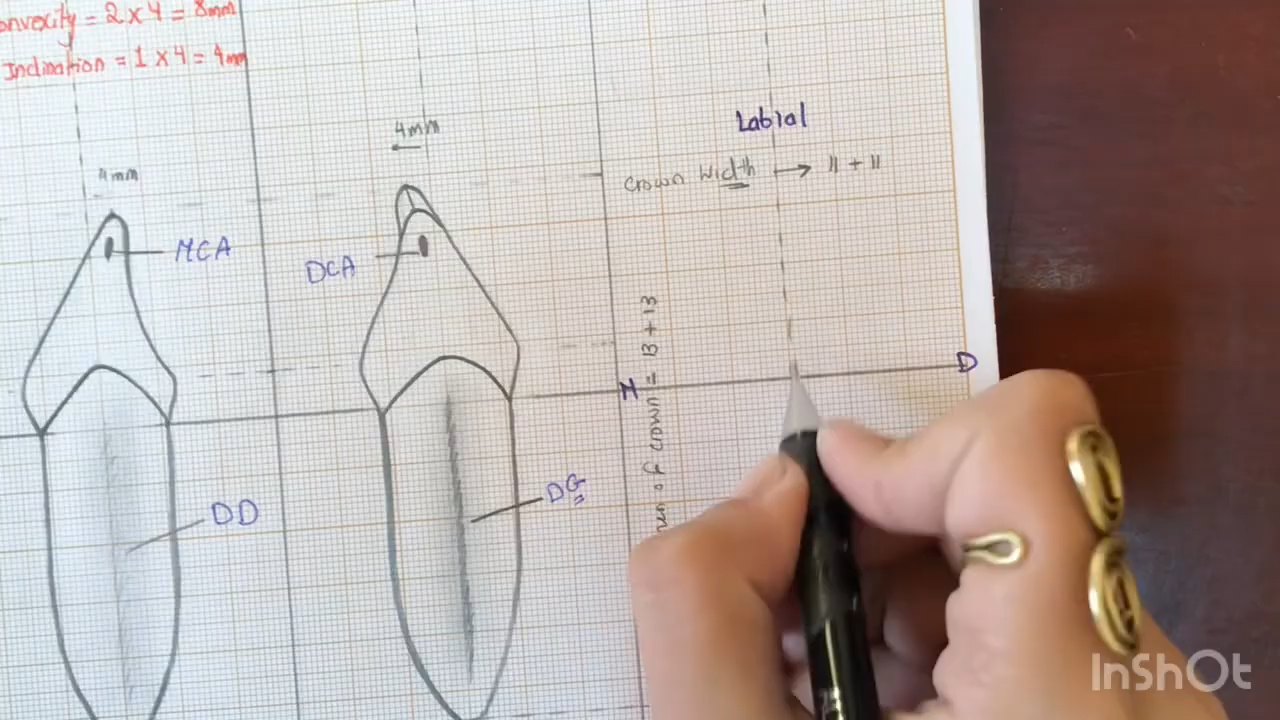 onvexity = 2 x 4 = 8mm
Inclination = 1 x 4 = 4mm
4mm
4mm
Labial
Crown Width → 11 + 11
MCA
DCA
M
D
of crown = 13 + 13
DD
DG
InShOt